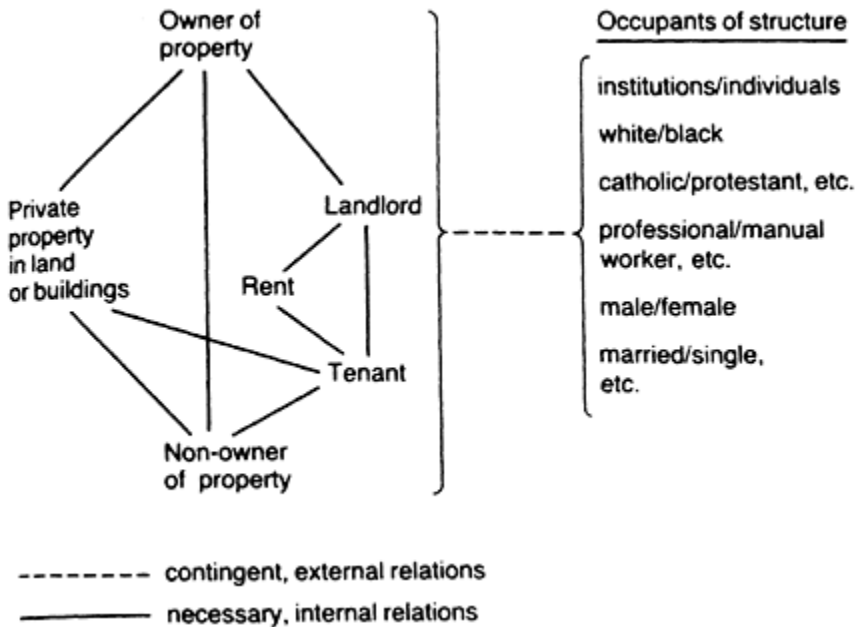 Owner of
property
Private
property
in land
or buildings
Landlord
Rent
Tenant
Non-owner
of property
Occupants of structure
institutions/individuals
white/black
catholic/protestant, etc.
professional/manual
worker, etc.
male/female
married/single,
etc.
contingent, external relations
necessary, internal relations